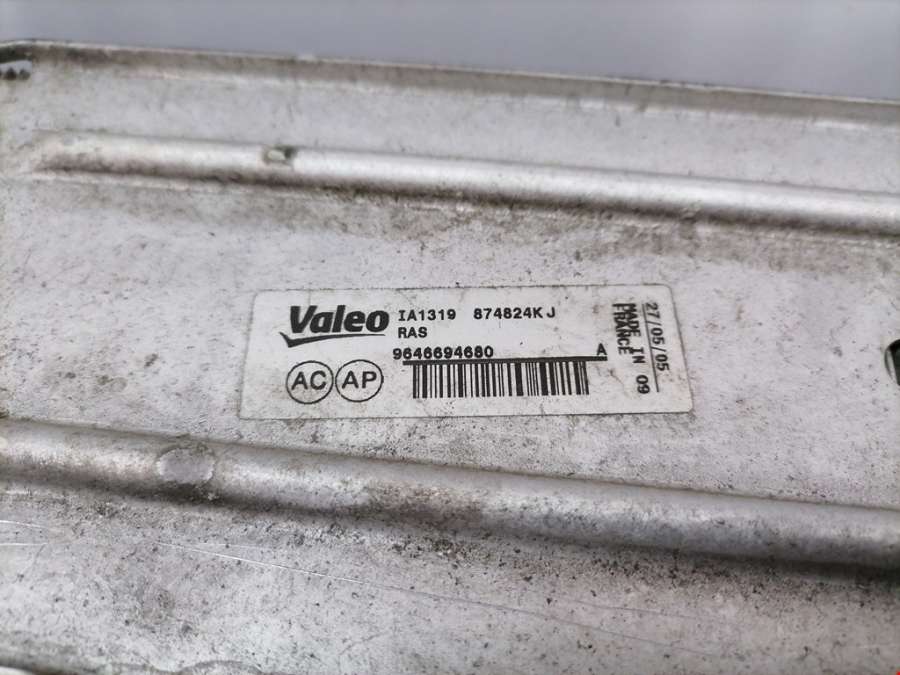 Valeo IA1319 874824KJ
RAS
9646694680 A
AC AP
27/05/05
MADE IN 09
FRANCE